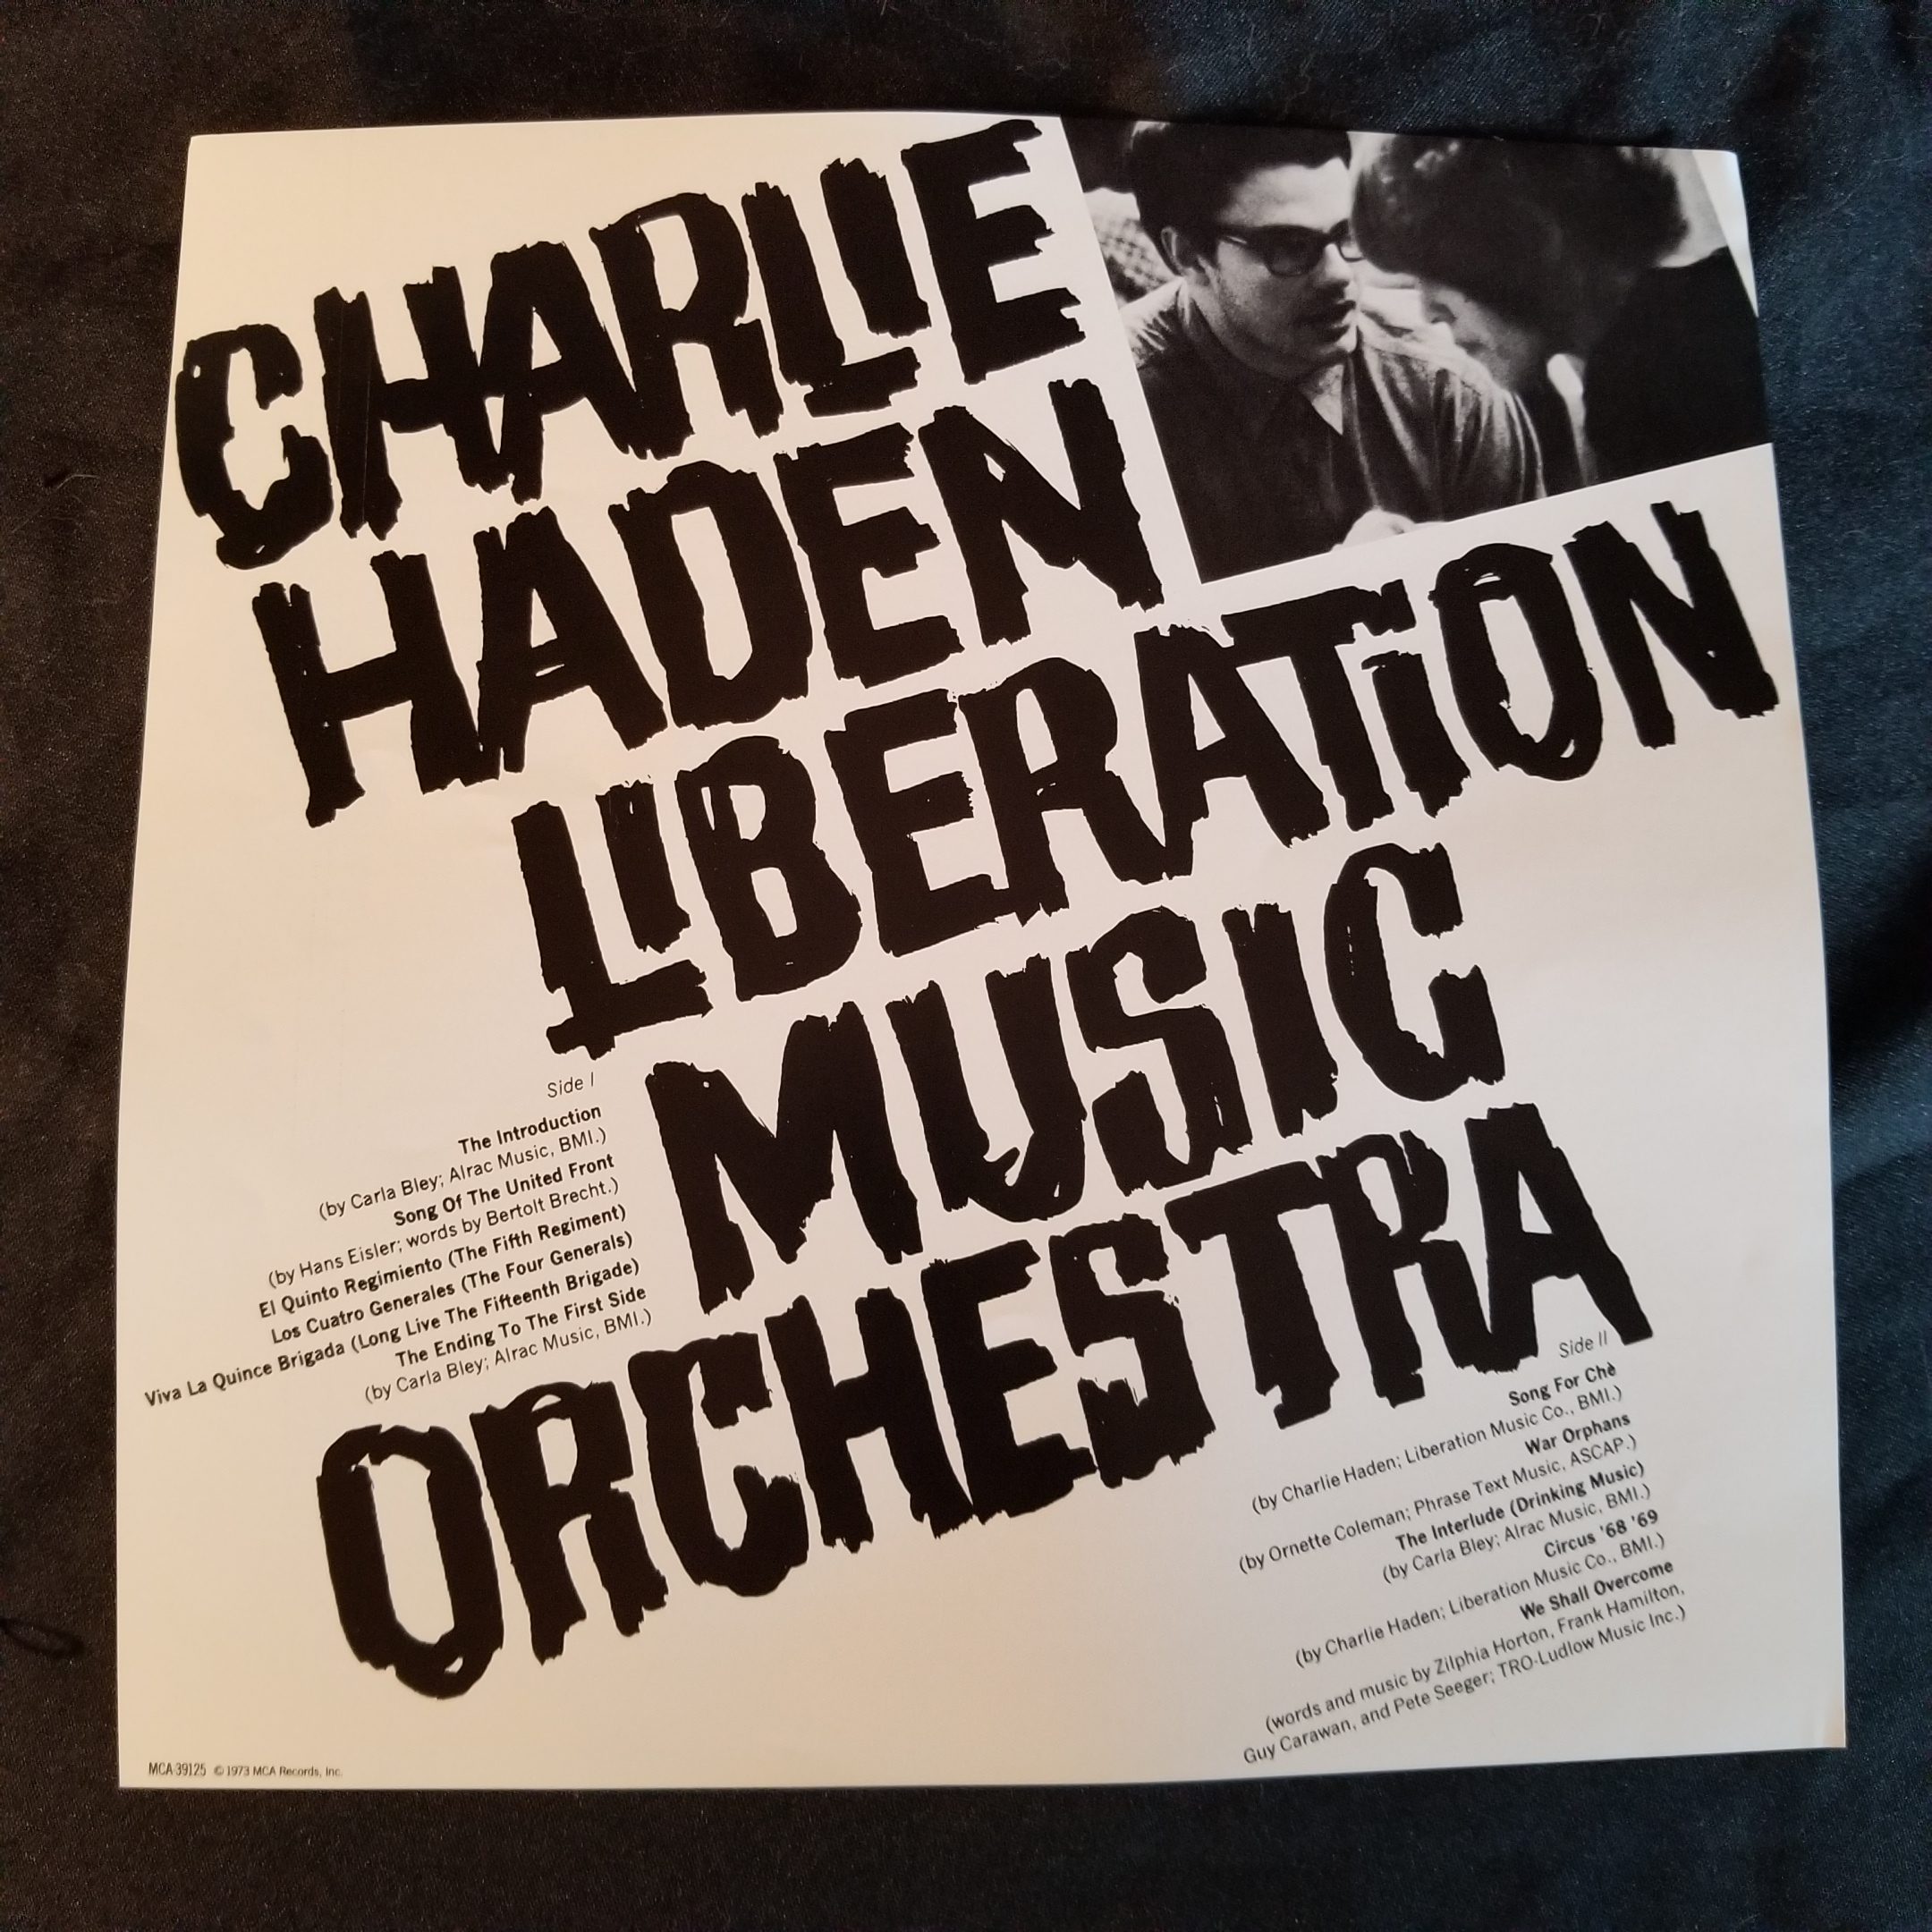 CHARLIE
HADEN
LIBERATION
MUSIC
ORCHESTRA
Side I
The Introduction
(by Carla Bley; Alrac Music, BMI.)
Song Of The United Front
(by Hans Eisler; words by Bertolt Brecht.)
El Quinto Regimiento (The Fifth Regiment)
Los Cuatro Generales (The Four Generals)
Viva La Quince Brigada (Long Live The Fifteenth Brigade)
The Ending To The First Side
(by Carla Bley; Alrac Music, BMI.)
Side II
Song For Chè
(by Charlie Haden; Liberation Music Co., BMI.)
War Orphans
(by Ornette Coleman; Phrase Text Music, ASCAP.)
The Interlude (Drinking Music)
(by Carla Bley; Alrac Music, BMI.)
Circus '68 '69
(by Charlie Haden; Liberation Music Co., BMI.)
We Shall Overcome
(words and music by Zilphia Horton, Frank Hamilton,
Guy Carawan, and Pete Seeger; TRO-Ludlow Music Inc.)
MCA-39125 © 1973 MCA Records, Inc.